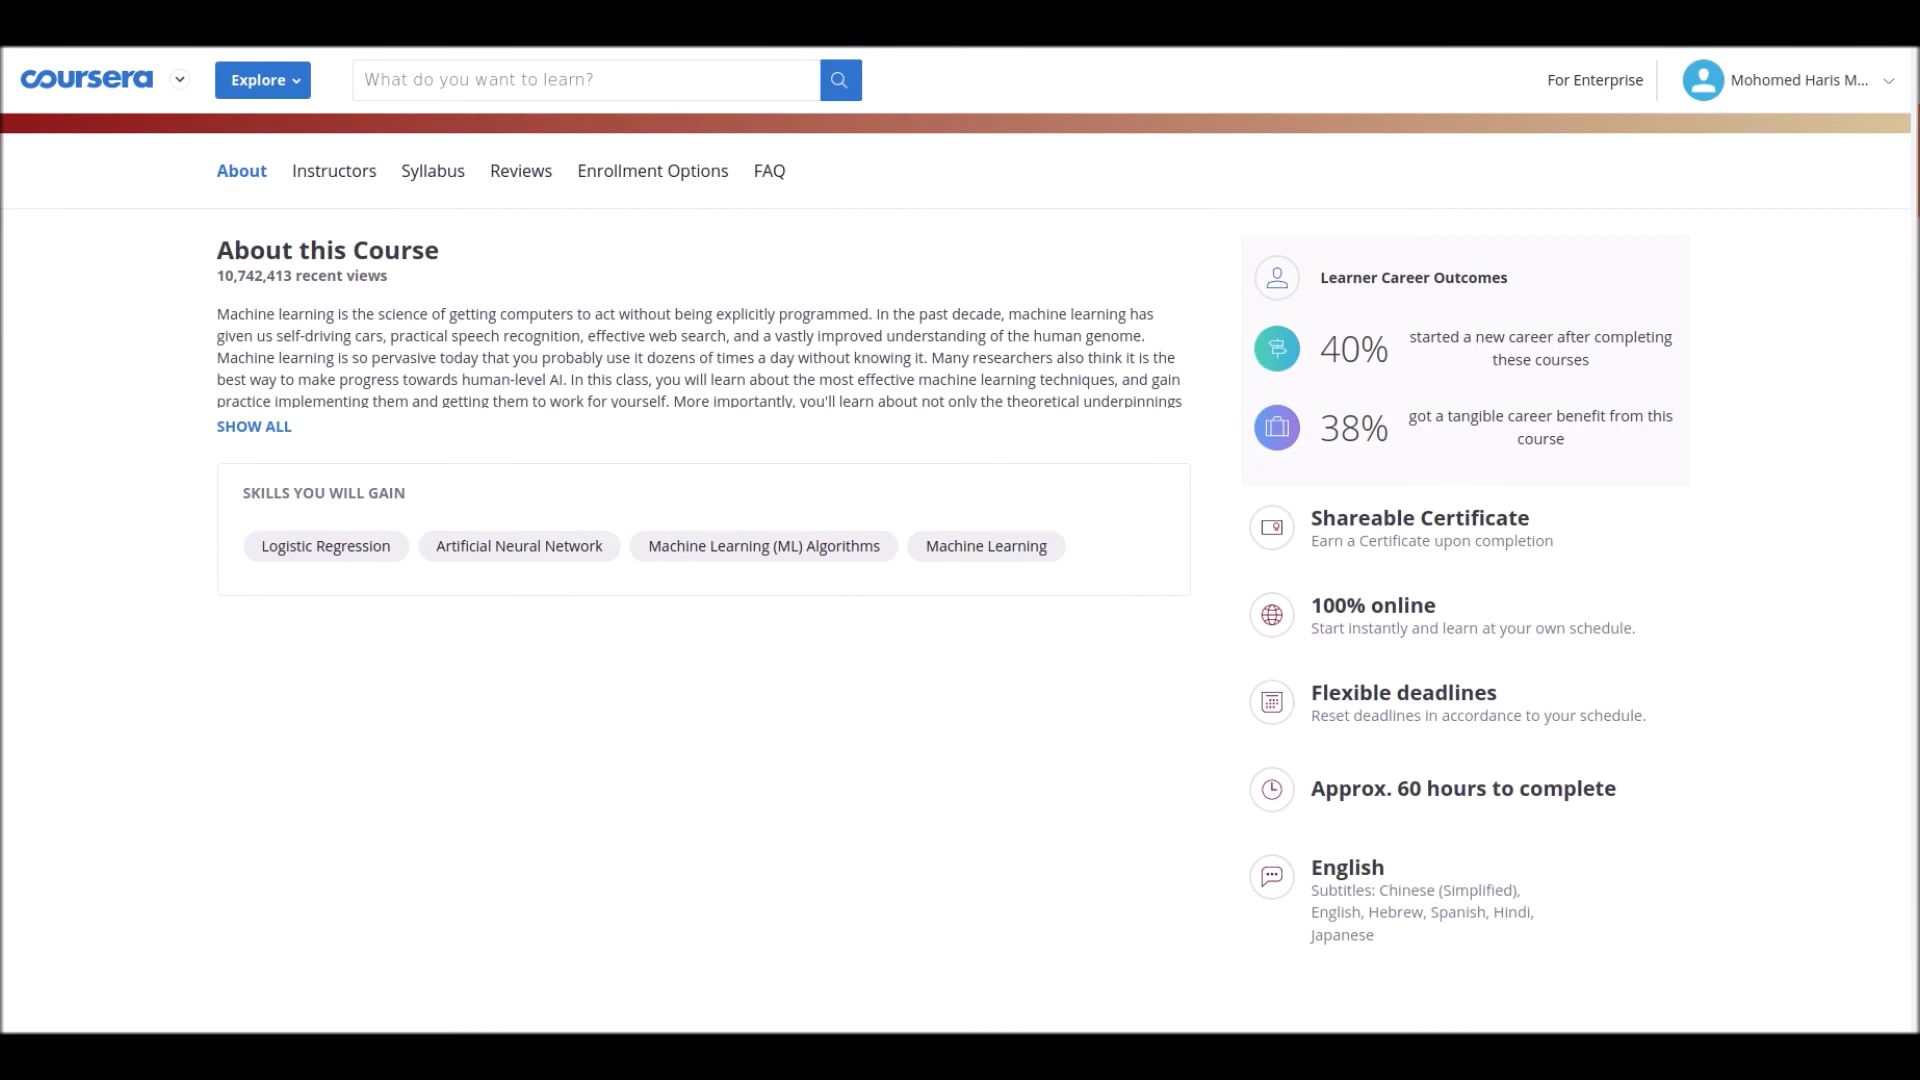 coursera
Explore
What do you want to learn?
For Enterprise
Mohomed Haris M...
About
Instructors
Syllabus
Reviews
Enrollment Options
FAQ
About this Course
10,742,413 recent views
Machine learning is the science of getting computers to act without being explicitly programmed. In the past decade, machine learning has
given us self-driving cars, practical speech recognition, effective web search, and a vastly improved understanding of the human genome.
Machine learning is so pervasive today that you probably use it dozens of times a day without knowing it. Many researchers also think it is the
best way to make progress towards human-level AI. In this class, you will learn about the most effective machine learning techniques, and gain
practice implementing them and getting them to work for yourself. More importantly, you'll learn about not only the theoretical underpinnings
SHOW ALL
SKILLS YOU WILL GAIN
Logistic Regression
Artificial Neural Network
Machine Learning (ML) Algorithms
Machine Learning
Learner Career Outcomes
40%
started a new career after completing
these courses
38%
got a tangible career benefit from this
course
Shareable Certificate
Earn a Certificate upon completion
100% online
Start instantly and learn at your own schedule.
Flexible deadlines
Reset deadlines in accordance to your schedule.
Approx. 60 hours to complete
English
Subtitles: Chinese (Simplified),
English, Hebrew, Spanish, Hindi,
Japanese